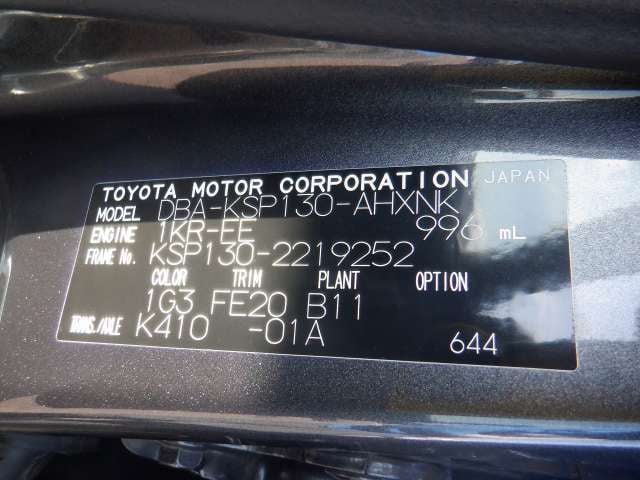 TOYOTA MOTOR CORPORATION JAPAN
MODEL DBA-KSP130-AHXNK
ENGINE 1KR-FE 996 mL
FRAME No. KSP130-2219252
COLOR TRIM PLANT OPTION
1G3 FE20 B11
TRANS./AXLE K410 -01A
644